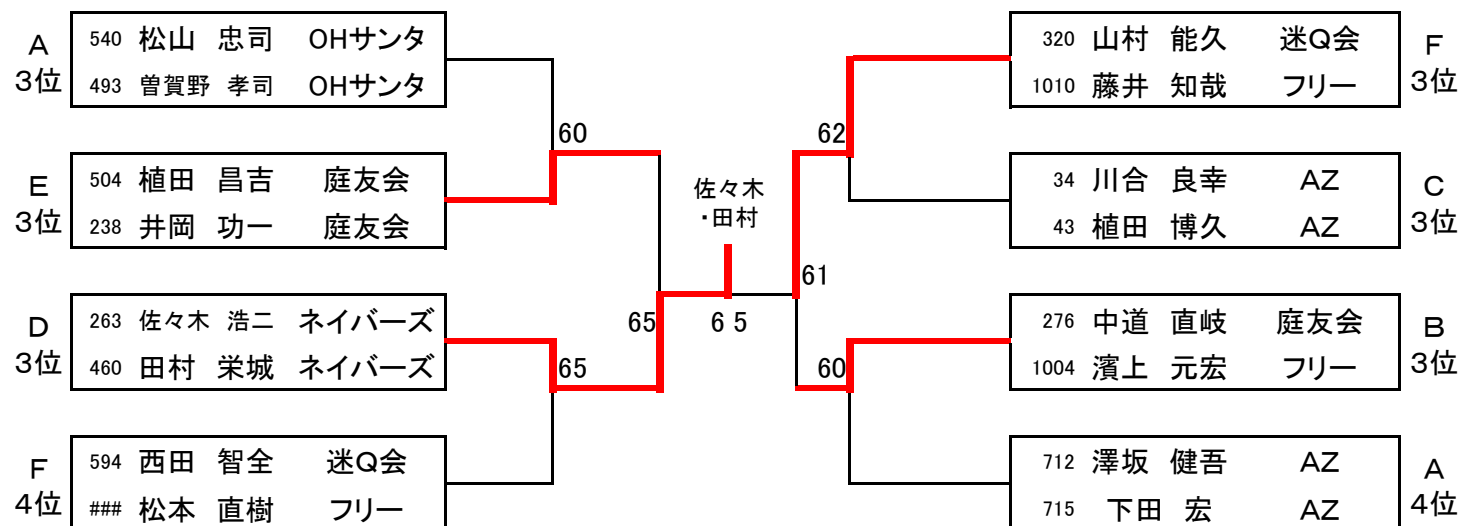 A
3位
540 松山 忠司 OHサンタ
493 曽賀野 孝司 OHサンタ
E
3位
504 植田 昌吉 庭友会
238 井岡 功一 庭友会
D
3位
263 佐々木 浩二 ネイバーズ
460 田村 栄城 ネイバーズ
F
4位
594 西田 智全 迷Q会
### 松本 直樹 フリー
60
65
65
佐々木
・田村
6 5
62
61
60
320 山村 能久 迷Q会
1010 藤井 知哉 フリー
F
3位
34 川合 良幸 AZ
43 植田 博久 AZ
C
3位
276 中道 直岐 庭友会
1004 濱上 元宏 フリー
B
3位
712 澤坂 健吾 AZ
715 下田 宏 AZ
A
4位